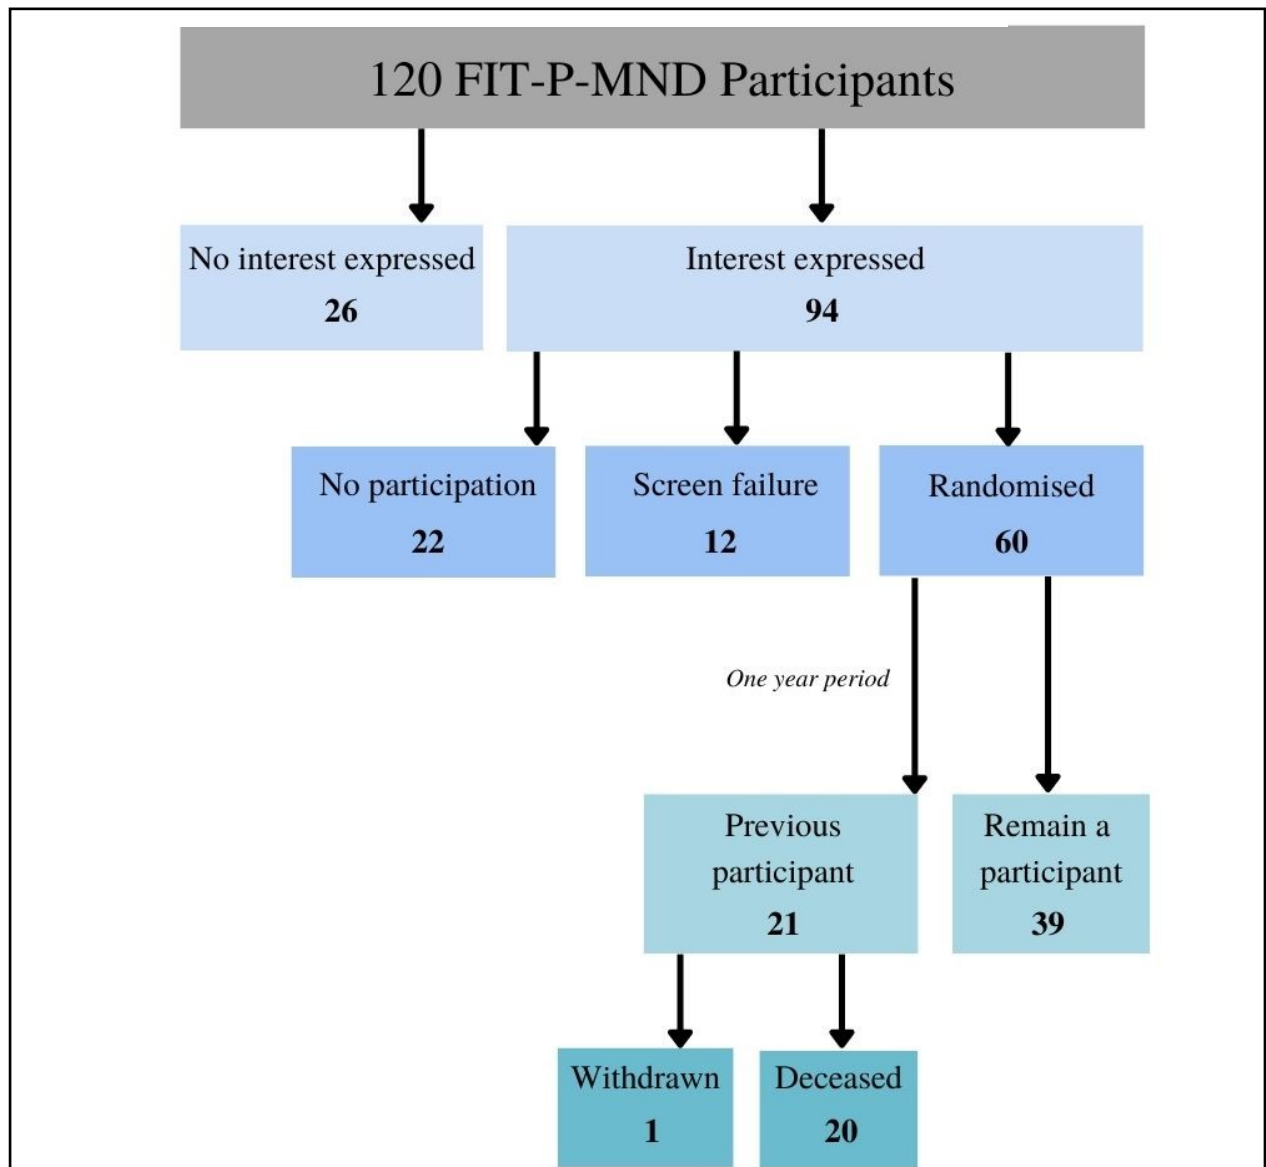 120 FIT-P-MND Participants
No interest expressed
26
Interest expressed
94
No participation
22
Screen failure
12
Randomised
60
One year period
Previous
participant
21
Remain a
participant
39
Withdrawn
1
Deceased
20